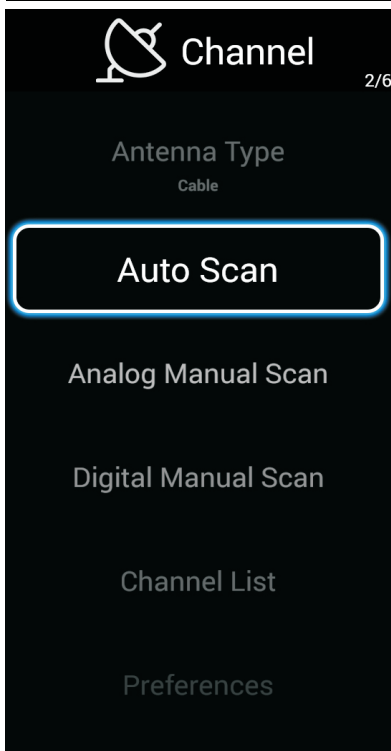 Channel
2/6
Antenna Type
Cable
Auto Scan
Analog Manual Scan
Digital Manual Scan
Channel List
Preferences